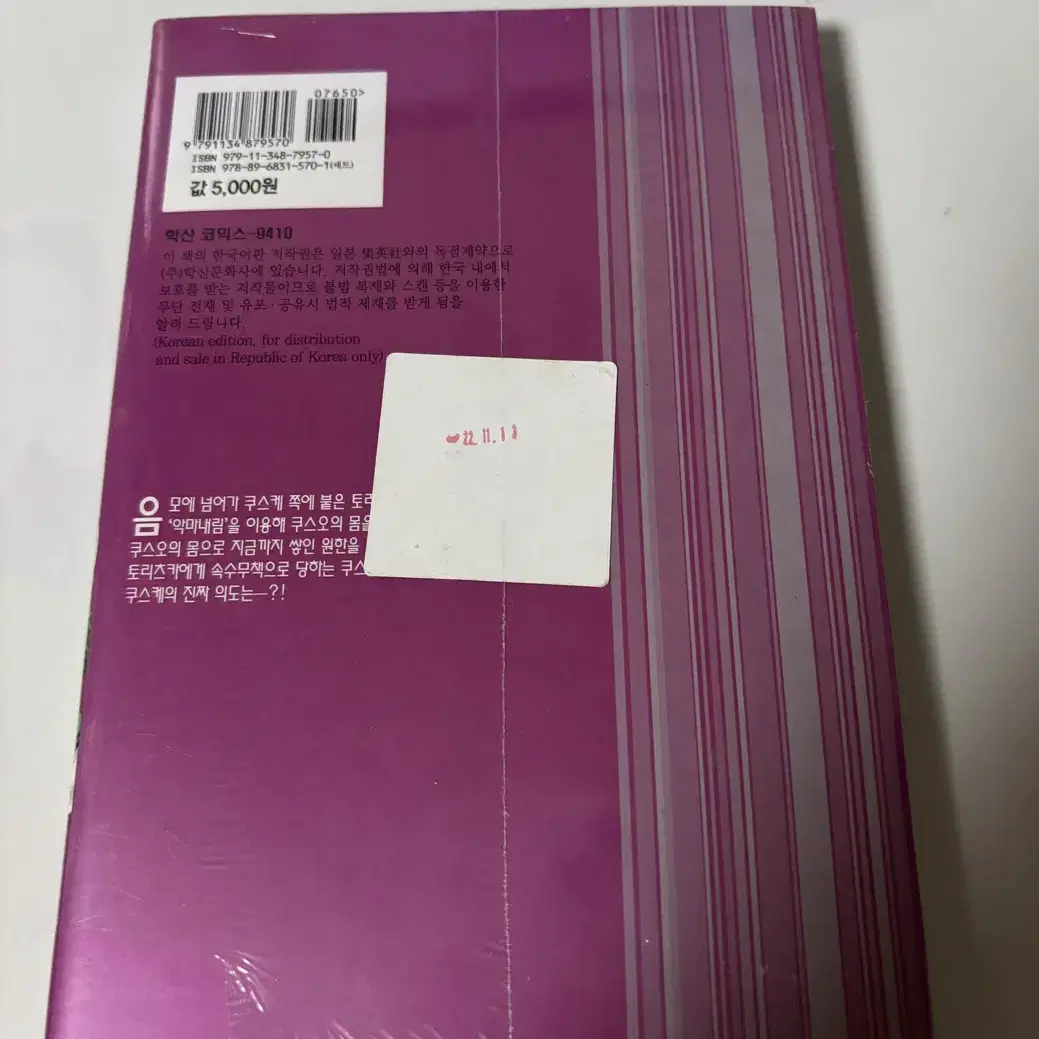 07650>
9 791134 879570
ISBN 979-11-348-7957-0
ISBN 978-89-6831-570-1(세트)
값 5,000원
학산 코믹스-9410
이 책의 한국어판 저작권은 일본 集英社와의 독점계약으로
(주)학산문화사에 있습니다. 저작권법에 의해 한국 내에서
보호를 받는 저작물이므로 불법 복제와 스캔 등을 이용한
무단 전재 및 유포·공유시 법적 제재를 받게 됨을
알려 드립니다.
(Korean edition, for distribution
and sale in Republic of Korea only)
22.11.1
음모에 넘어가 쿠스케 쪽에 붙은 토리
'악마내림'을 이용해 쿠스오의 몸을
쿠스오의 몸으로 지금까지 쌓인 원한을
토리츠카에게 속수무책으로 당하는 쿠스
쿠스케의 진짜 의도는―?!